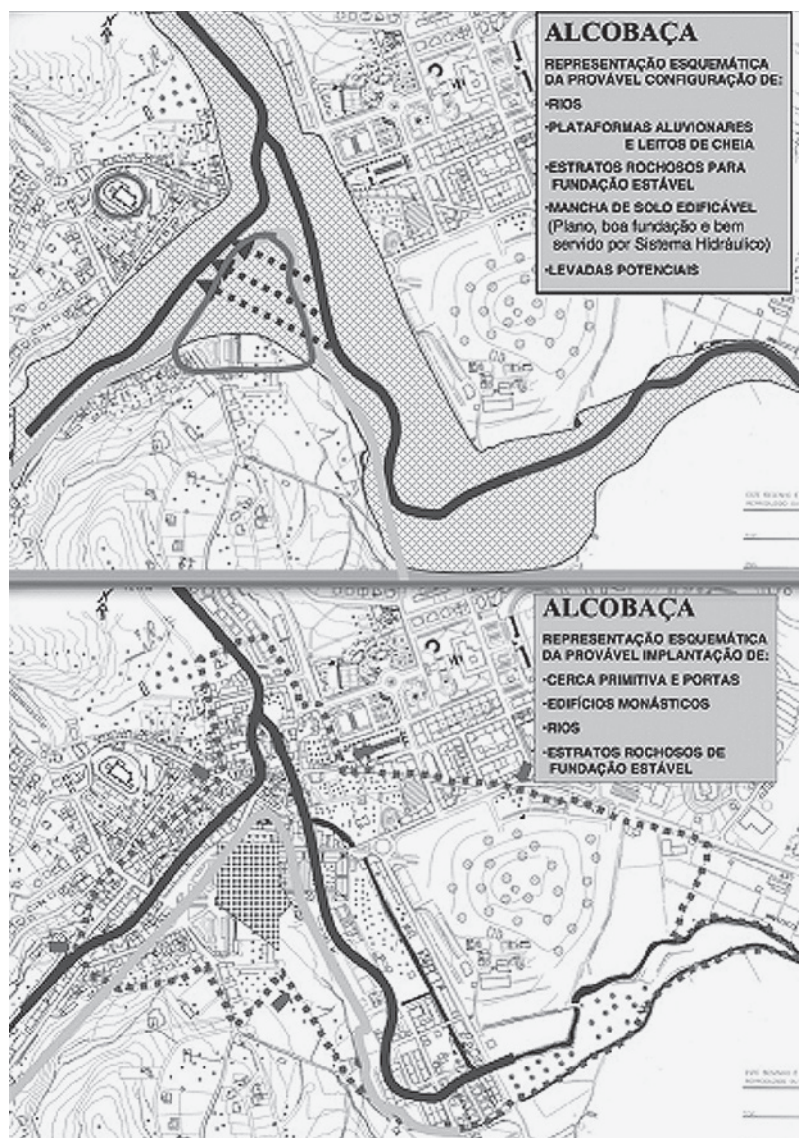 ALCOBAÇA
REPRESENTAÇÃO ESQUEMÁTICA
DA PROVÁVEL CONFIGURAÇÃO DE:
•RIOS
•PLATAFORMAS ALUVIONARES
E LEITOS DE CHEIA
•ESTRATOS ROCHOSOS PARA
FUNDAÇÃO ESTÁVEL
•MANCHA DE SOLO EDIFICÁVEL
(Plano, boa fundação e bem
servido por Sistema Hidráulico)
•LEVADAS POTENCIAIS
ALCOBAÇA
REPRESENTAÇÃO ESQUEMÁTICA
DA PROVÁVEL IMPLANTAÇÃO DE:
•CERCA PRIMITIVA E PORTAS
•EDIFÍCIOS MONÁSTICOS
•RIOS
•ESTRATOS ROCHOSOS DE
FUNDAÇÃO ESTÁVEL